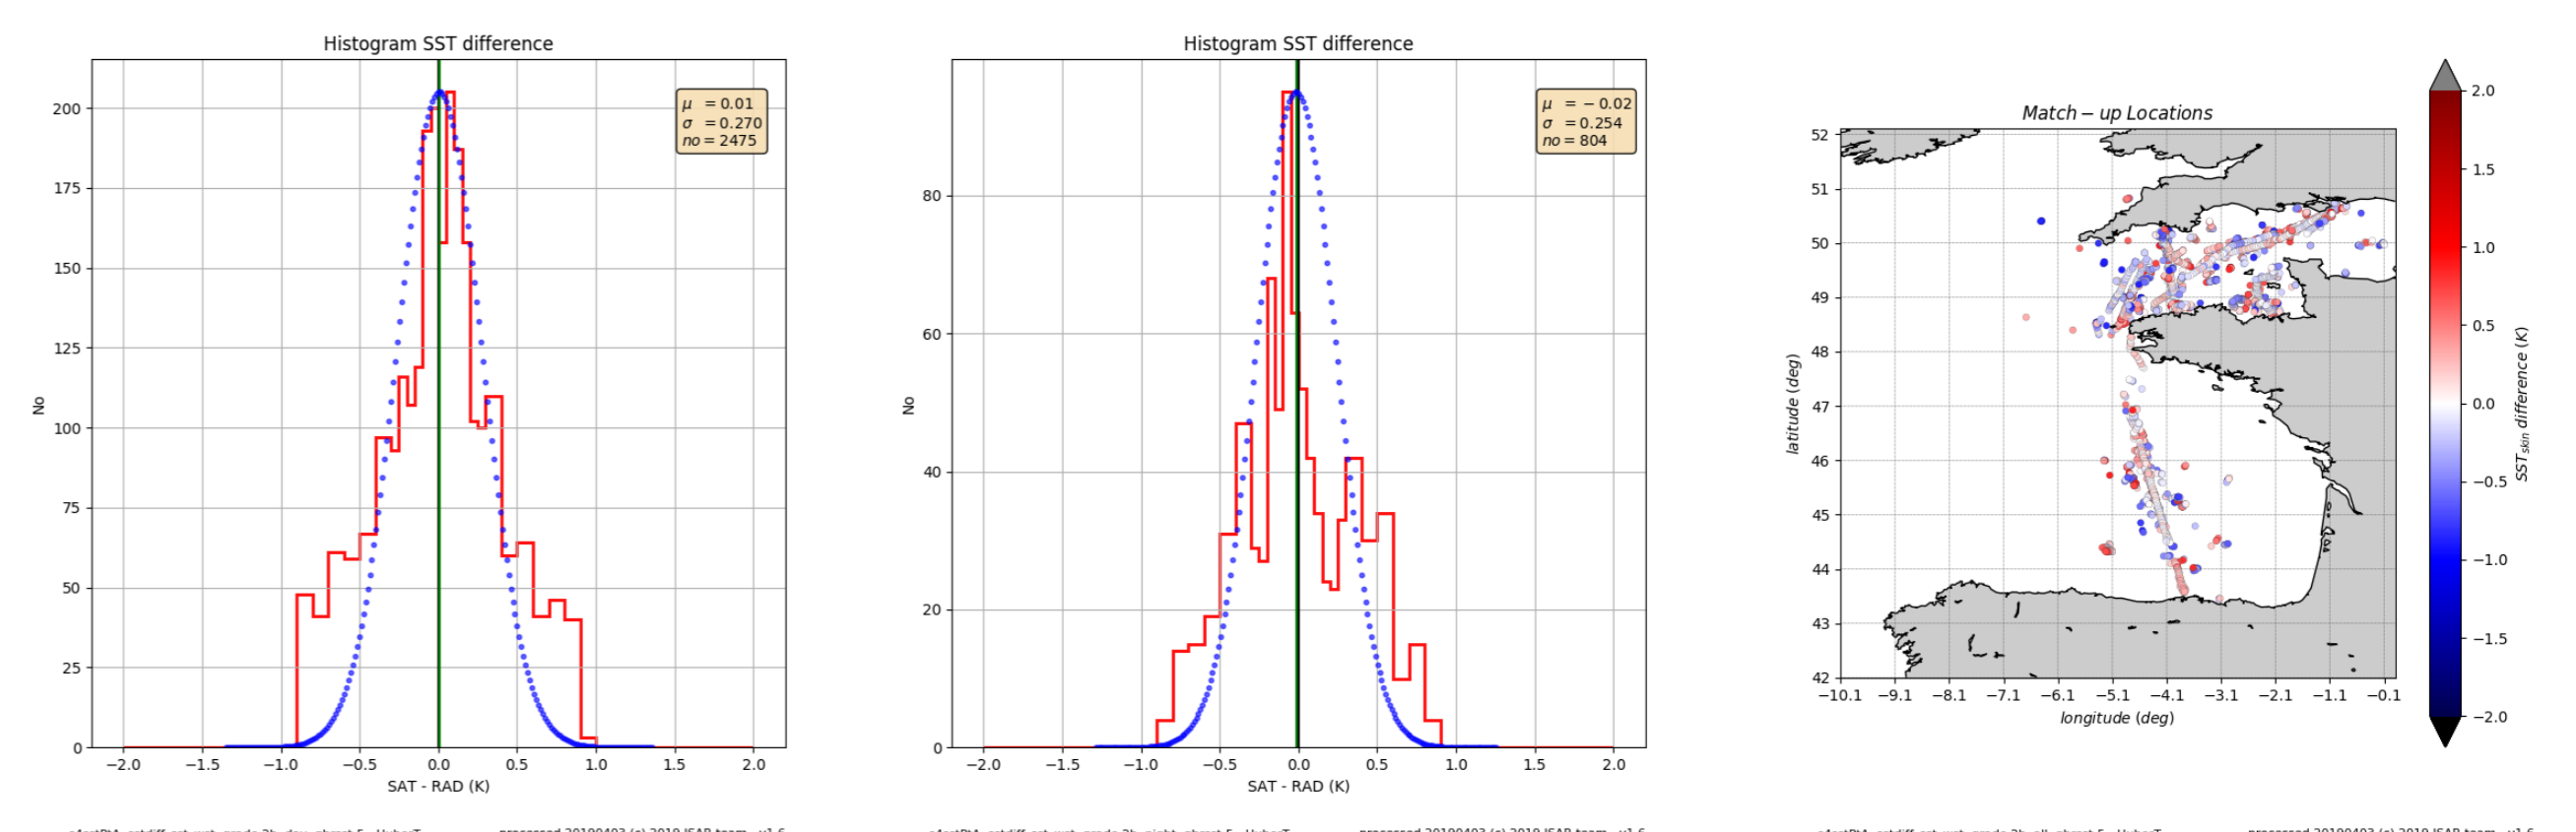 Histogram SST difference
μ = 0.01
σ = 0.270
no = 2475
200
175
150
125
100
75
50
25
0
No
−2.0 −1.5 −1.0 −0.5 0.0 0.5 1.0 1.5 2.0
SAT - RAD (K)
Histogram SST difference
μ = −0.02
σ = 0.254
no = 804
80
60
40
20
0
No
−2.0 −1.5 −1.0 −0.5 0.0 0.5 1.0 1.5 2.0
SAT - RAD (K)
Match − up Locations
52
51
50
49
48
47
46
45
44
43
42
latitude (deg)
−10.1 −9.1 −8.1 −7.1 −6.1 −5.1 −4.1 −3.1 −2.1 −1.1 −0.1
longitude (deg)
2.0
1.5
1.0
0.5
0.0
−0.5
−1.0
−1.5
−2.0
SSTskin difference (K)